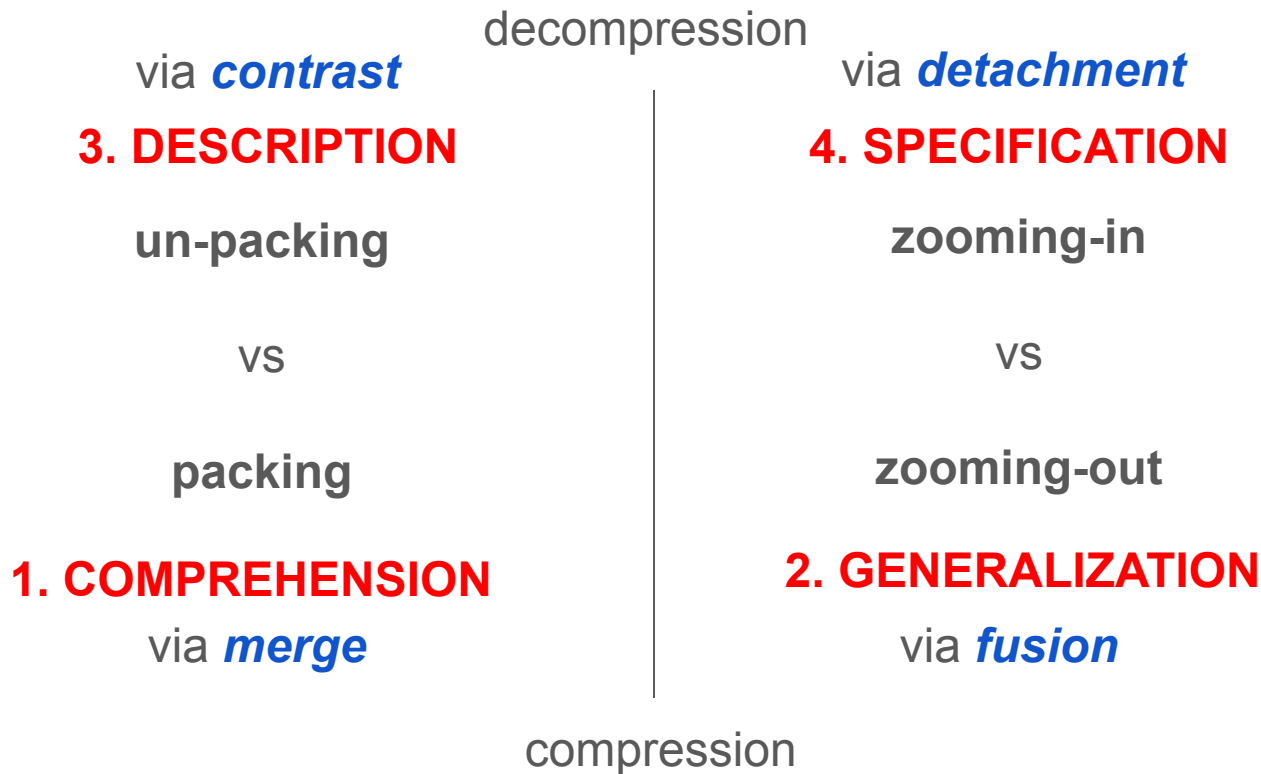 decompression
via contrast
3. DESCRIPTION
un-packing
vs
packing
1. COMPREHENSION
via merge
via detachment
4. SPECIFICATION
zooming-in
vs
zooming-out
2. GENERALIZATION
via fusion
compression